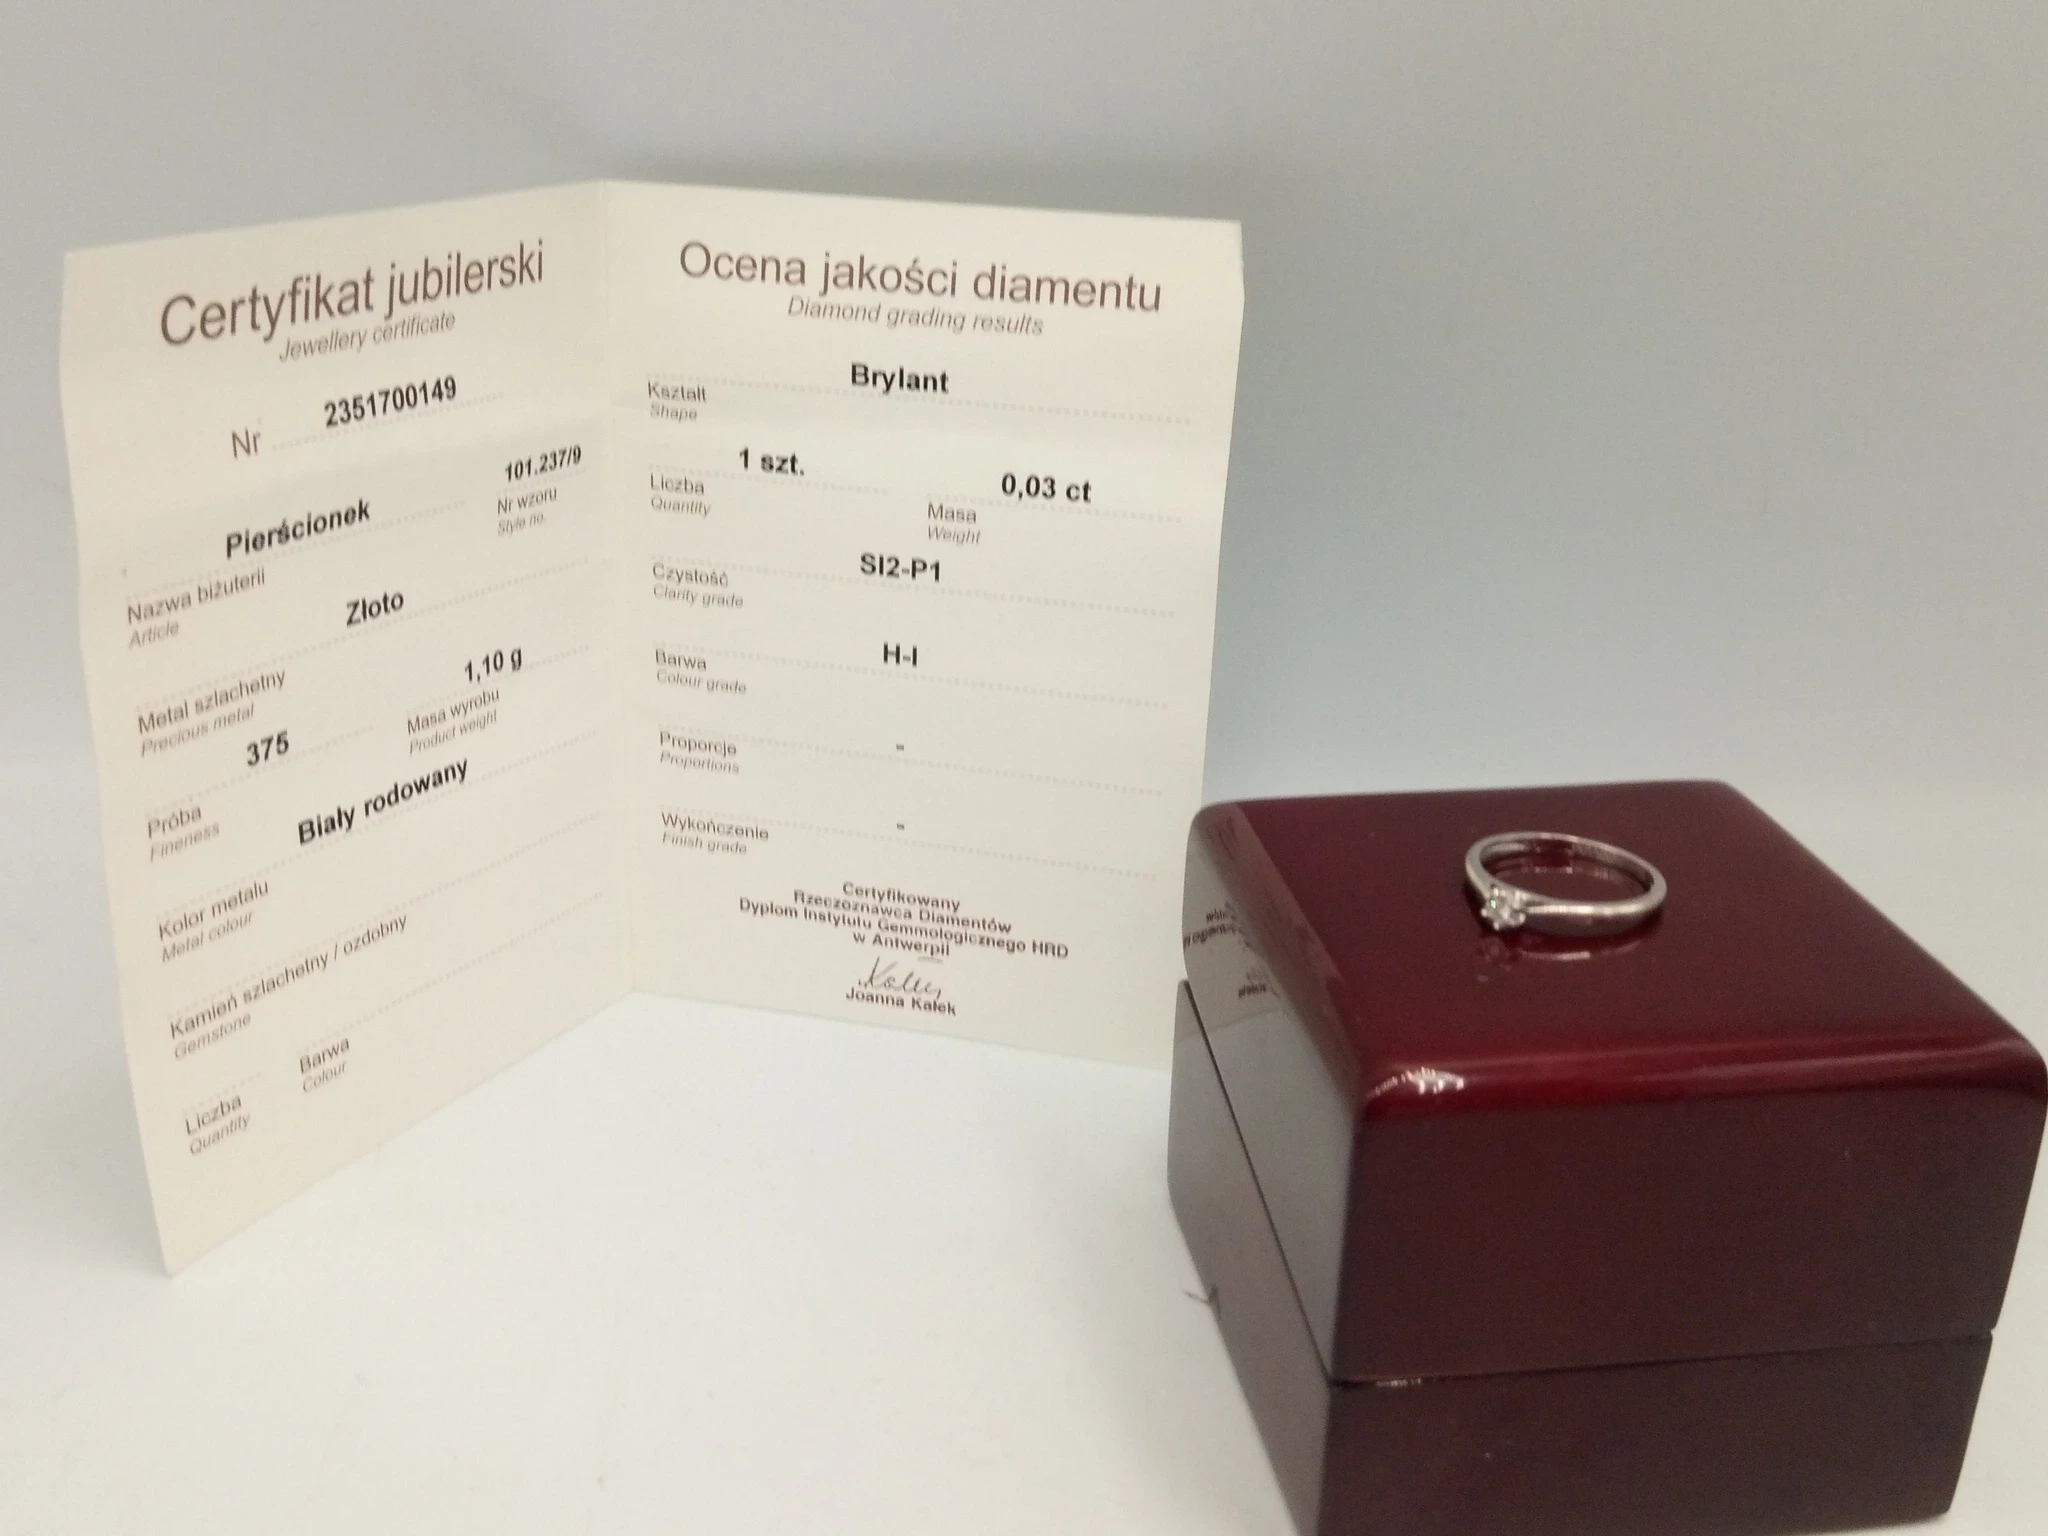 Certyfikat jubilerski
Jewellery certificate
Nr 2351700149
Pierścionek 101.237/9
Nazwa biżuterii Nr wzoru
Article Style no.
Złoto
Metal szlachetny
Precious metal
375 1,10 g
Próba Masa wyrobu
Fineness Product weight
Biały rodowany
Kolor metalu
Metal colour
Kamień szlachetny / ozdobny
Gemstone
Liczba Barwa
Quantity Colour
Ocena jakości diamentu
Diamond grading results
Brylant
Kształt
Shape
1 szt. 0,03 ct
Liczba Masa
Quantity Weight
SI2-P1
Czystość
Clarity grade
H-I
Barwa
Colour grade
-
Proporcje
Proportions
-
Wykończenie
Finish grade
Certyfikowany
Rzeczoznawca Diamentów
Dyplom Instytutu Gemmologicznego HRD
w Antwerpii
Joanna Kałek